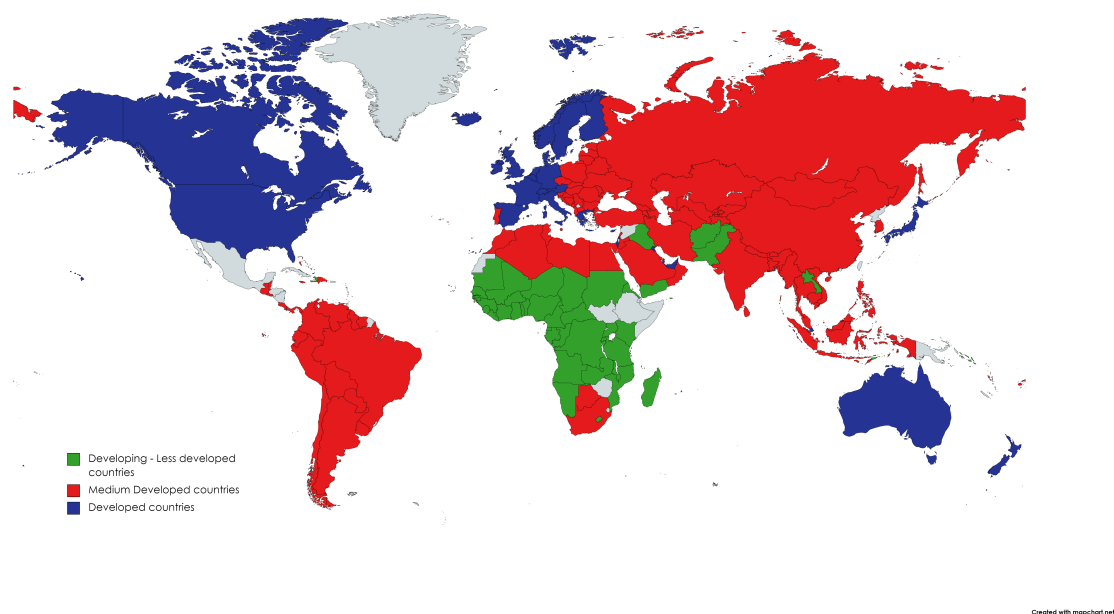 Developing - Less developed
countries
Medium Developed countries
Developed countries
Created with mapchart.net